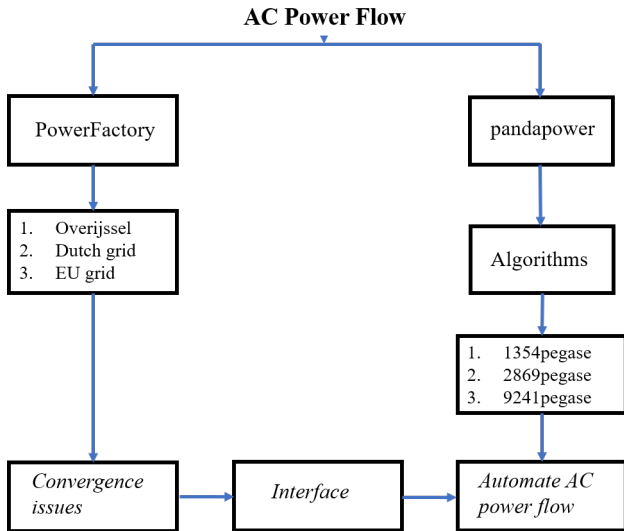 AC Power Flow
PowerFactory
pandapower
1. Overijssel
2. Dutch grid
3. EU grid
Algorithms
1. 1354pegase
2. 2869pegase
3. 9241pegase
Convergence
issues
Interface
Automate AC
power flow